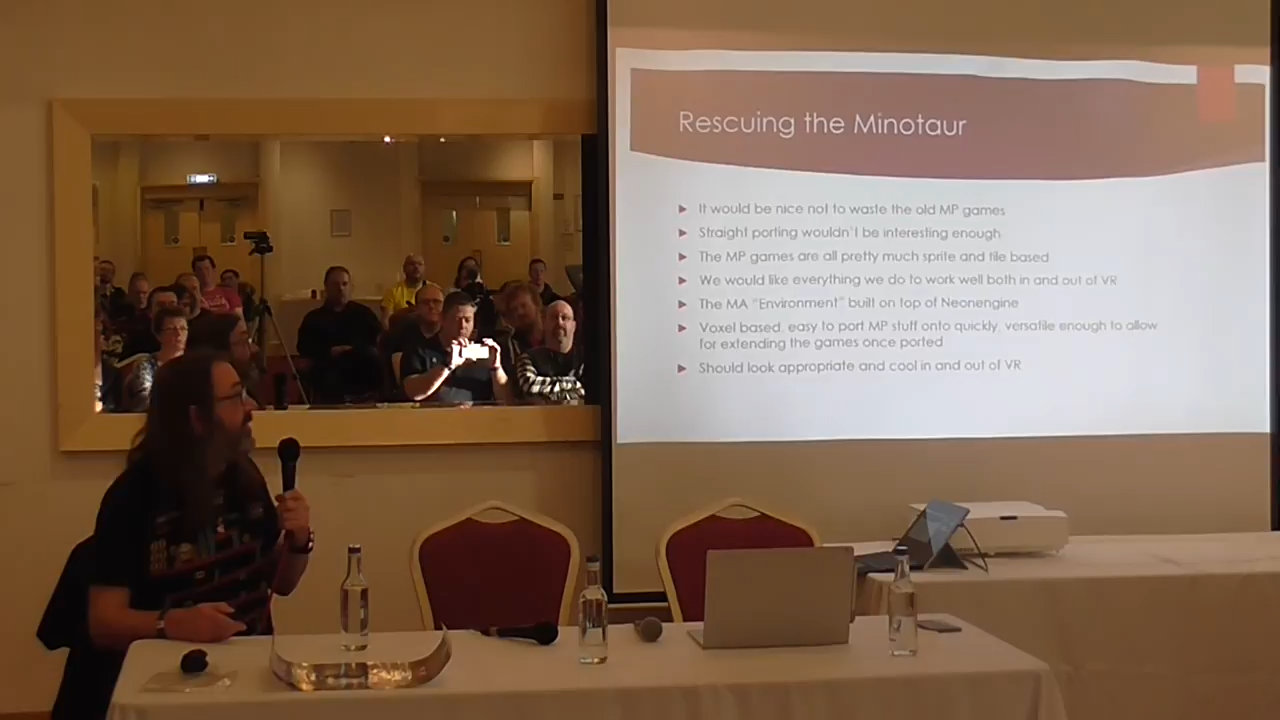 Rescuing the Minotaur
It would be nice not to waste the old MP games
Straight porting wouldn't be interesting enough
The MP games are all pretty much sprite and tile based
We would like everything we do to work well both in and out of VR
The MA "Environment" built on top of Neonengine
Voxel based, easy to port MP stuff onto quickly, versatile enough to allow
for extending the games once ported
Should look appropriate and cool in and out of VR